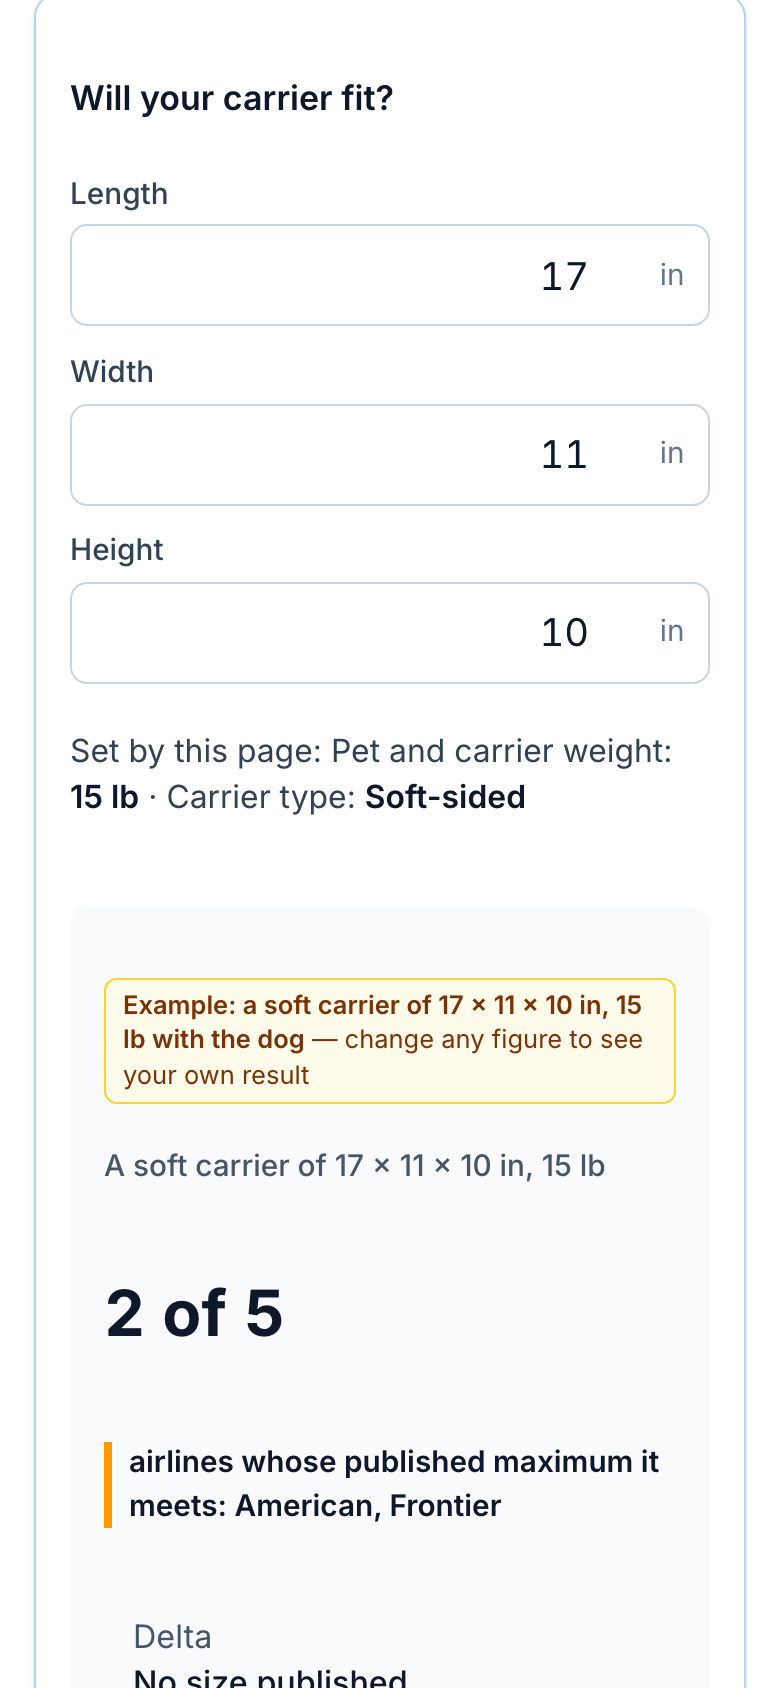 Will your carrier fit?
Length
17 in
Width
11 in
Height
10 in
Set by this page: Pet and carrier weight:
15 lb · Carrier type: Soft-sided
Example: a soft carrier of 17 × 11 × 10 in, 15
lb with the dog — change any figure to see
your own result
A soft carrier of 17 × 11 × 10 in, 15 lb
2 of 5
airlines whose published maximum it
meets: American, Frontier
Delta
No size published